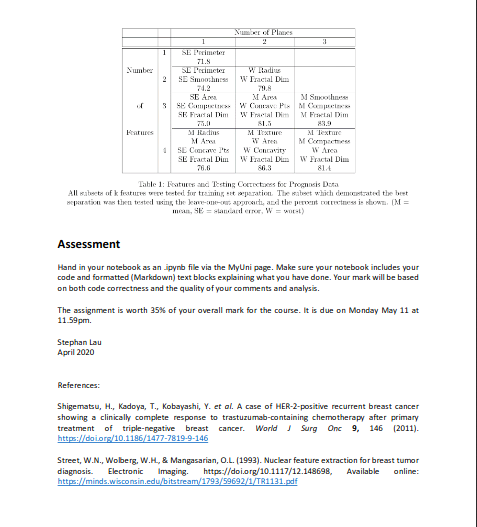 Number of Planes
1 2 3
1 SE Perimeter
71.8
Number SE Perimeter W Radius
2 SE Smoothness W Fractal Dim
74.2 79.8
SE Area M Area M Smoothness
of 3 SE Compactness W Concave Pts M Compactness
SE Fractal Dim W Fractal Dim M Fractal Dim
75.0 81.5 83.9
Features M Radius M Texture M Texture
M Area W Area M Compactness
4 SE Concave Pts W Concavity W Area
SE Fractal Dim W Fractal Dim W Fractal Dim
76.6 86.3 81.4
Table 1: Features and Testing Correctness for Prognosis Data
All subsets of k features were tested for training set separation. The subset which demonstrated the best
separation was then tested using the leave-one-out approach, and the percent correctness is shown. (M =
mean, SE = standard error, W = worst)
Assessment
Hand in your notebook as an .ipynb file via the MyUni page. Make sure your notebook includes your
code and formatted (Markdown) text blocks explaining what you have done. Your mark will be based
on both code correctness and the quality of your comments and analysis.
The assignment is worth 35% of your overall mark for the course. It is due on Monday May 11 at
11.59pm.
Stephan Lau
April 2020
References:
Shigematsu, H., Kadoya, T., Kobayashi, Y. et al. A case of HER-2-positive recurrent breast cancer
showing a clinically complete response to trastuzumab-containing chemotherapy after primary
treatment of triple-negative breast cancer. World J Surg Onc 9, 146 (2011).
https://doi.org/10.1186/1477-7819-9-146
Street, W.N., Wolberg, W.H., & Mangasarian, O.L. (1993). Nuclear feature extraction for breast tumor
diagnosis. Electronic Imaging. https://doi.org/10.1117/12.148698, Available online:
https://minds.wisconsin.edu/bitstream/1793/59692/1/TR1131.pdf